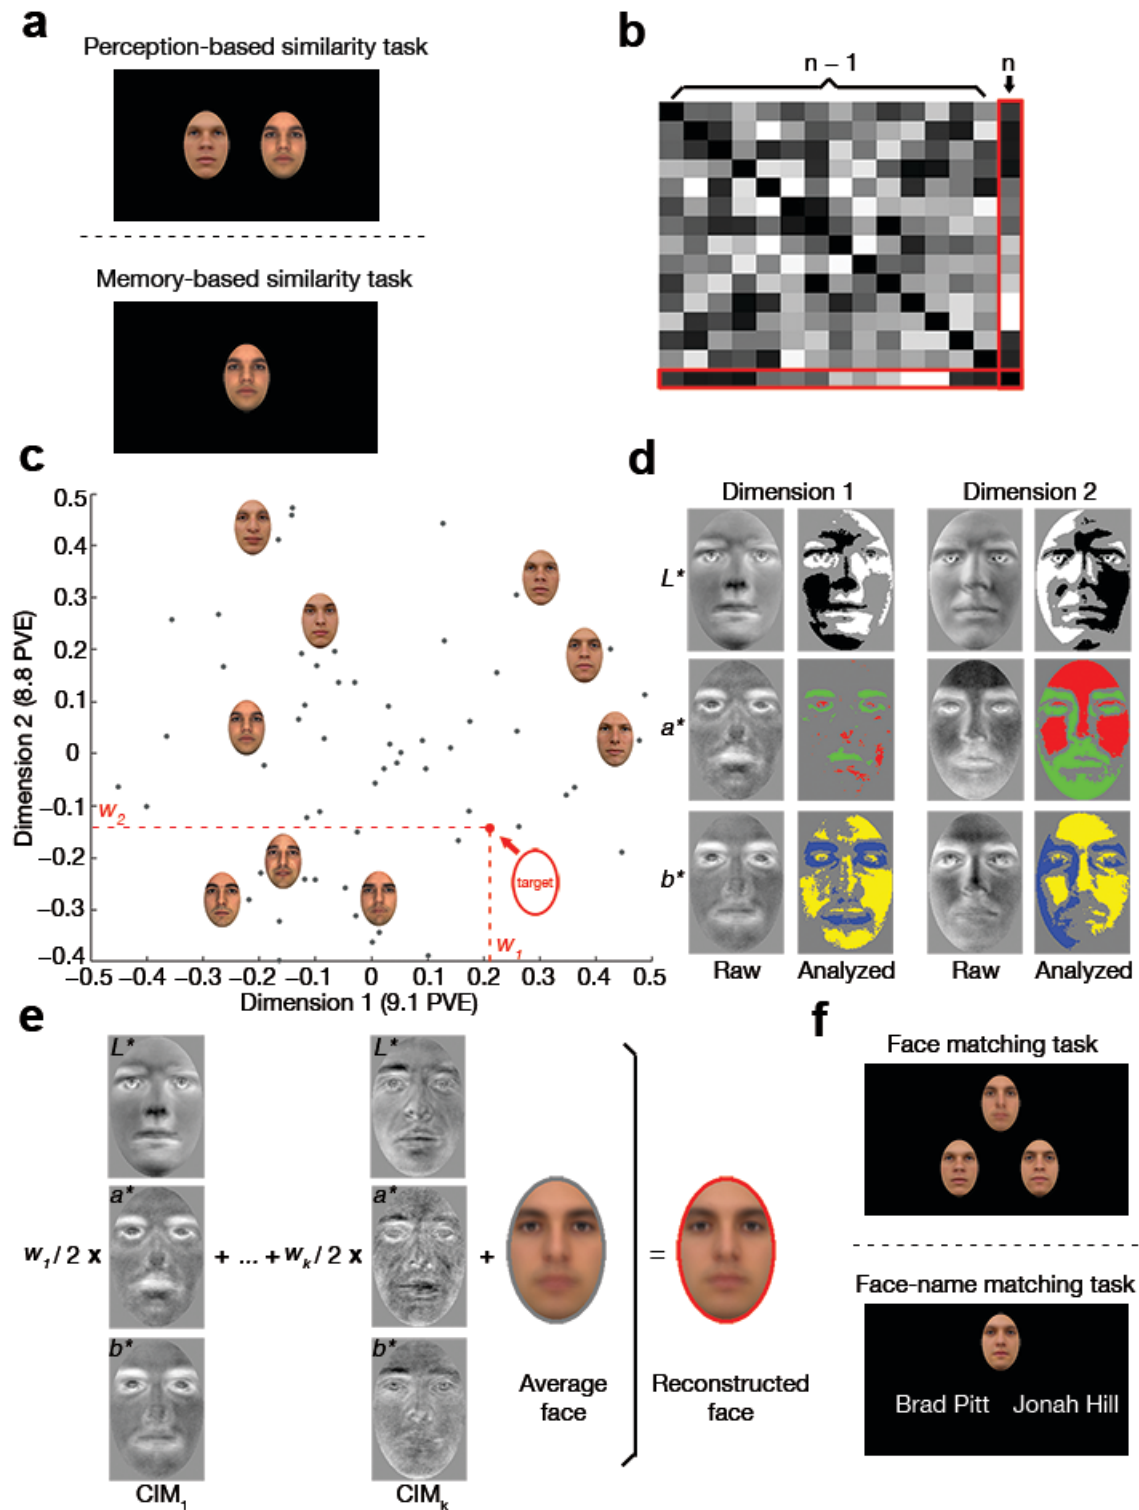 a
Perception-based similarity task
Memory-based similarity task
b
n – 1
n
c
0.5
0.4
0.3
0.2
0.1
0
−0.1
−0.2
−0.3
−0.4
Dimension 2 (8.8 PVE)
w2
target
w1
−0.5 −0.4 −0.3 −0.2 −0.1 0 0.1 0.2 0.3 0.4 0.5
Dimension 1 (9.1 PVE)
d
Dimension 1 Dimension 2
L*
a*
b*
Raw Analyzed Raw Analyzed
e
L* L*
a* a*
w1/ 2 x + ... + wk/ 2 x + =
b* b*
Average
face
Reconstructed
face
CIM1 CIMk
f
Face matching task
Face-name matching task
Brad Pitt Jonah Hill